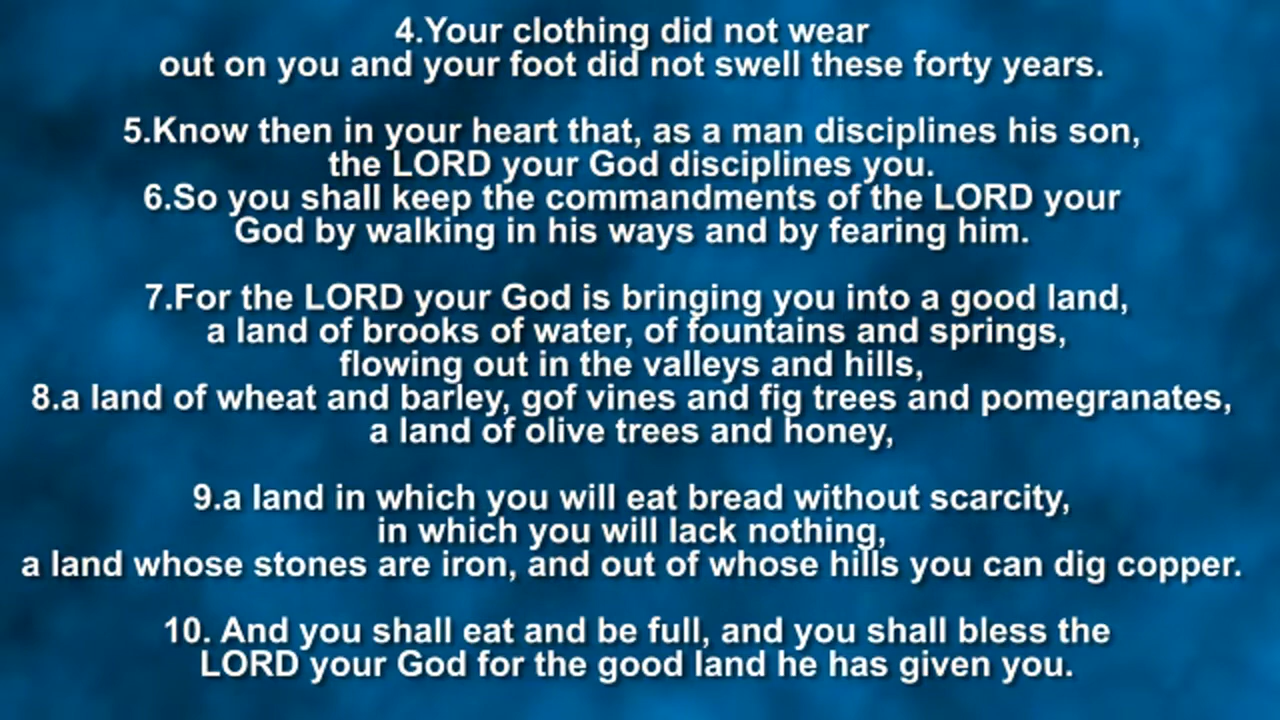 4.Your clothing did not wear
out on you and your foot did not swell these forty years.
5.Know then in your heart that, as a man disciplines his son,
the LORD your God disciplines you.
6.So you shall keep the commandments of the LORD your
God by walking in his ways and by fearing him.
7.For the LORD your God is bringing you into a good land,
a land of brooks of water, of fountains and springs,
flowing out in the valleys and hills,
8.a land of wheat and barley, gof vines and fig trees and pomegranates,
a land of olive trees and honey,
9.a land in which you will eat bread without scarcity,
in which you will lack nothing,
a land whose stones are iron, and out of whose hills you can dig copper.
10. And you shall eat and be full, and you shall bless the
LORD your God for the good land he has given you.